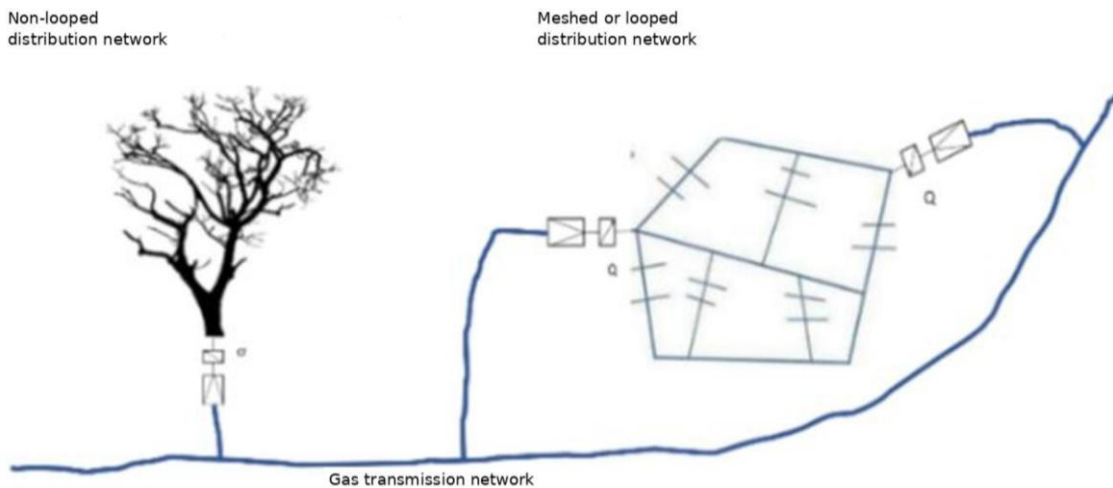 Non-looped
distribution network
Meshed or looped
distribution network
Q
Q
Gas transmission network